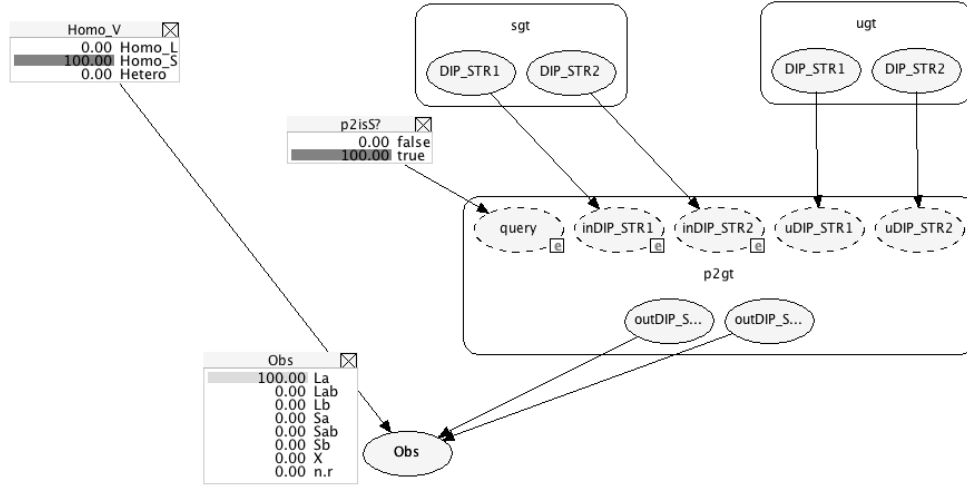 Homo_V
0.00 Homo_L
100.00 Homo_S
0.00 Hetero
sgt
DIP_STR1 DIP_STR2
ugt
DIP_STR1 DIP_STR2
p2isS?
0.00 false
100.00 true
query inDIP_STR1 inDIP_STR2 uDIP_STR1 uDIP_STR2
e e e
p2gt
outDIP_S... outDIP_S...
Obs
100.00 La
0.00 Lab
0.00 Lb
0.00 Sa
0.00 Sab
0.00 Sb
0.00 X
0.00 n.r
Obs